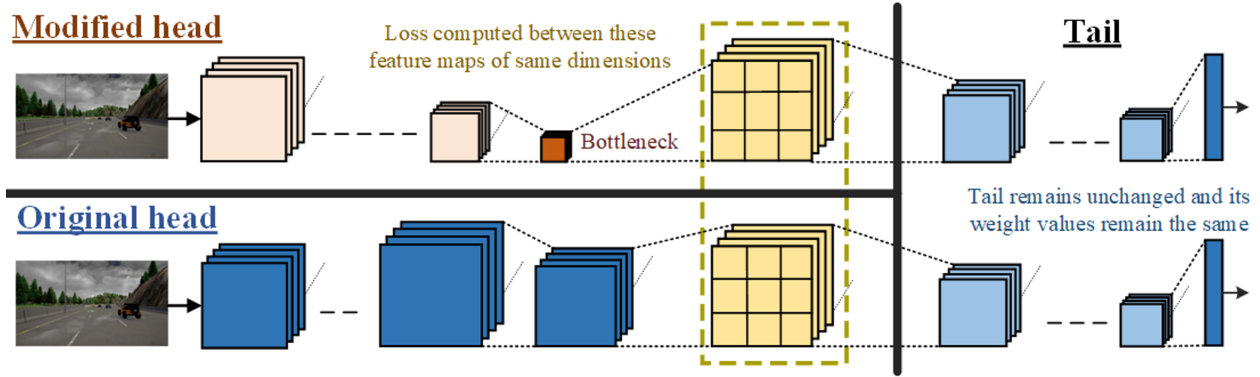 Modified head
Loss computed between these
feature maps of same dimensions
Tail
Bottleneck
Original head
Tail remains unchanged and its
weight values remain the same